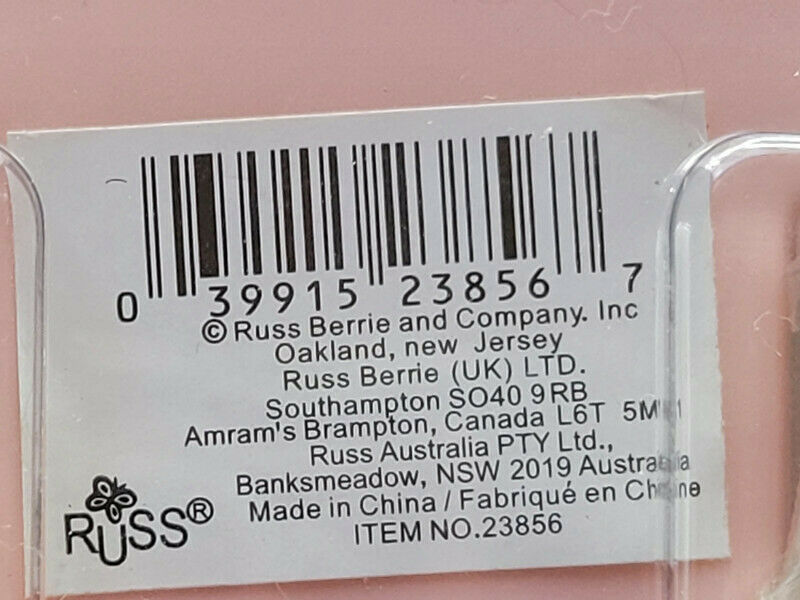 0 39915 23856 7
© Russ Berrie and Company. Inc
Oakland, new Jersey
Russ Berrie (UK) LTD.
Southampton SO40 9RB
Amram's Brampton, Canada L6T
Russ Australia PTY Ltd.,
Banksmeadow, NSW 2019 Australia
Made in China / Fabriqué en Chine
ITEM NO.23856
RUSS®